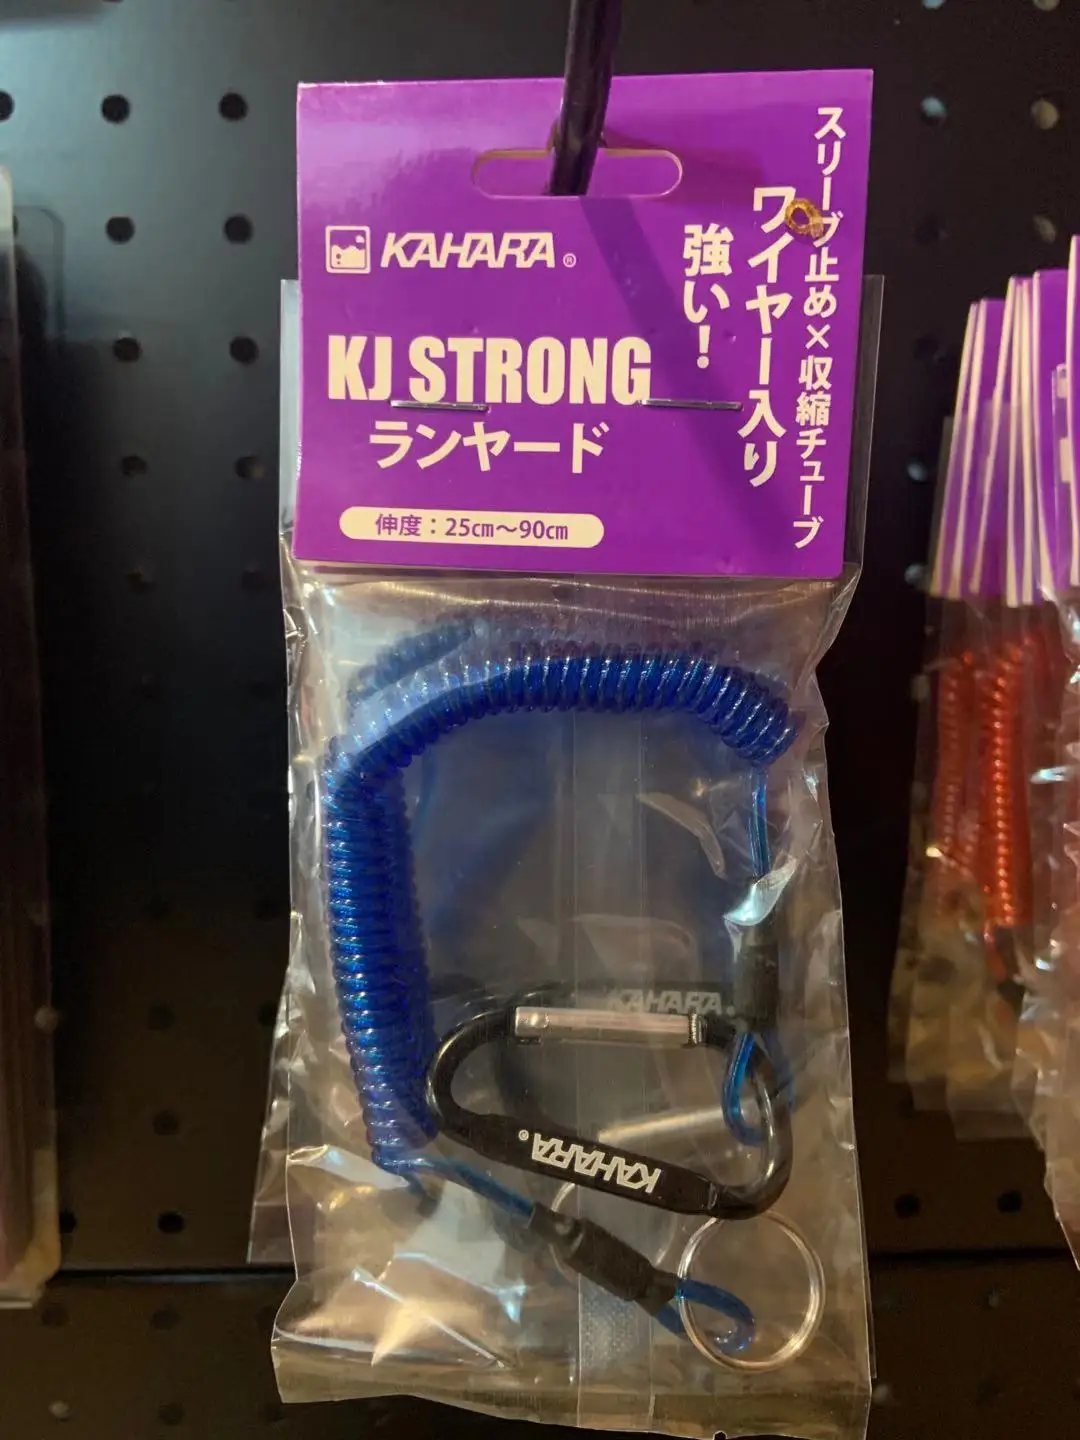 KAHARA®
KJ STRONG
ランヤード
伸度：25㎝～90㎝
スリーブ止め×収縮チューブ
ワイヤー入り
強い！
KAHARA
KAHARA®